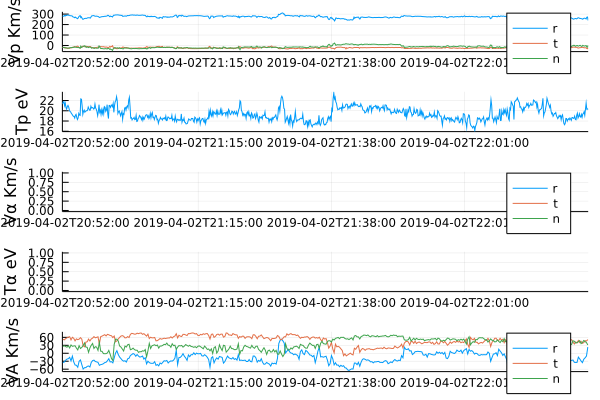 Vp Km/s
300
200
100
0
r
t
n
2019-04-02T20:52:00 2019-04-02T21:15:00 2019-04-02T21:38:00 2019-04-02T22:01
Tp eV
22
20
18
16
2019-04-02T20:52:00 2019-04-02T21:15:00 2019-04-02T21:38:00 2019-04-02T22:01:00
Vα Km/s
1.00
0.75
0.50
0.25
0.00
r
t
n
2019-04-02T20:52:00 2019-04-02T21:15:00 2019-04-02T21:38:00 2019-04-02T22:01
Tα eV
1.00
0.75
0.50
0.25
0.00
2019-04-02T20:52:00 2019-04-02T21:15:00 2019-04-02T21:38:00 2019-04-02T22:01:00
VA Km/s
60
30
0
−30
−60
r
t
n
2019-04-02T20:52:00 2019-04-02T21:15:00 2019-04-02T21:38:00 2019-04-02T22:01